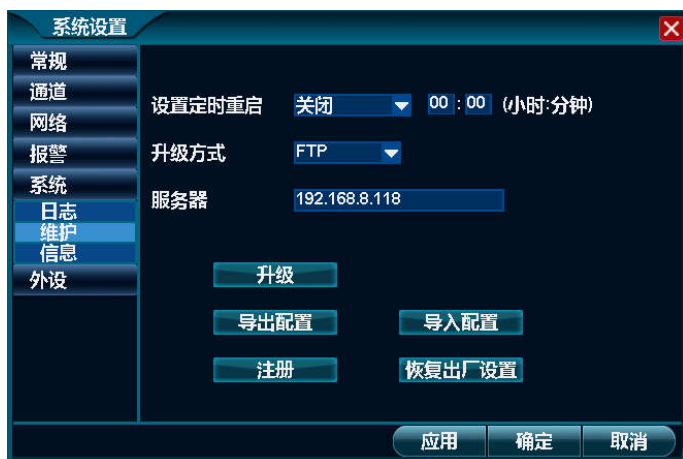 系统设置
常规
通道
网络
报警
系统
日志
维护
信息
外设
设置定时重启 关闭 00 : 00 (小时:分钟)
升级方式 FTP
服务器 192.168.8.118
升级
导出配置 导入配置
注册 恢复出厂设置
应用 确定 取消